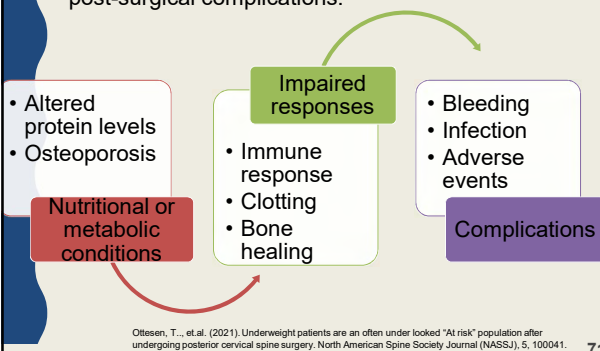 post-surgical complications.
• Altered
protein levels
• Osteoporosis
Nutritional or
metabolic
conditions
Impaired
responses
• Immune
response
• Clotting
• Bone
healing
• Bleeding
• Infection
• Adverse
events
Complications
Ottesen, T.., et.al. (2021). Underweight patients are an often under looked "At risk" population after
undergoing posterior cervical spine surgery. North American Spine Society Journal (NASSJ), 5, 100041.